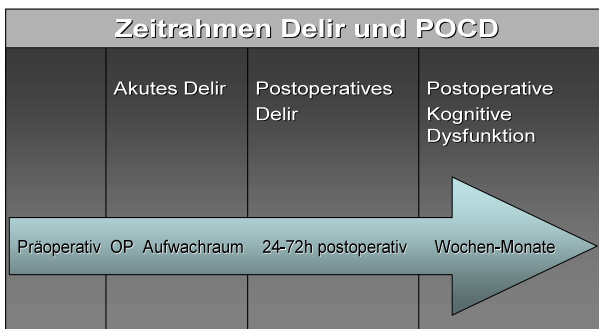 Zeitrahmen Delir und POCD
Akutes Delir
Postoperatives
Delir
Postoperative
Kognitive
Dysfunktion
Präoperativ OP Aufwachraum 24-72h postoperativ Wochen-Monate